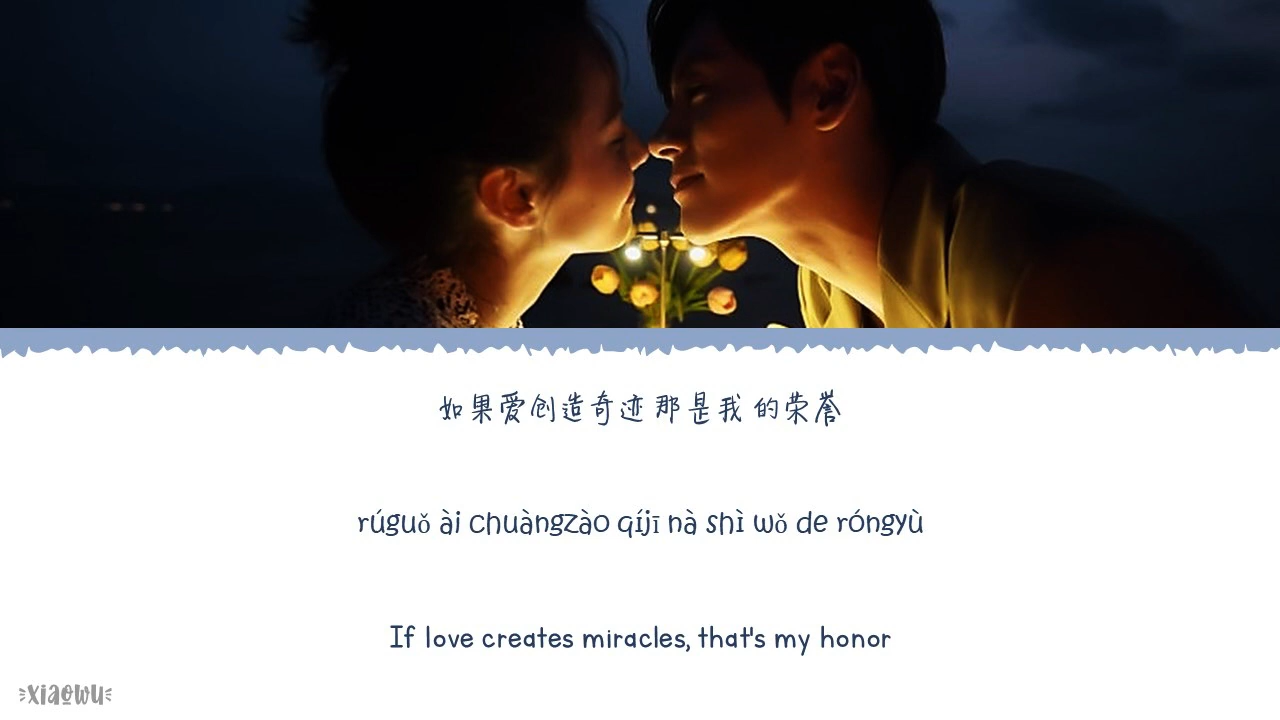 如果爱创造奇迹 那是我的荣誉
rúguǒ ài chuàngzào qíjī nà shì wǒ de róngyù
If love creates miracles, that's my honor
XIAOWU